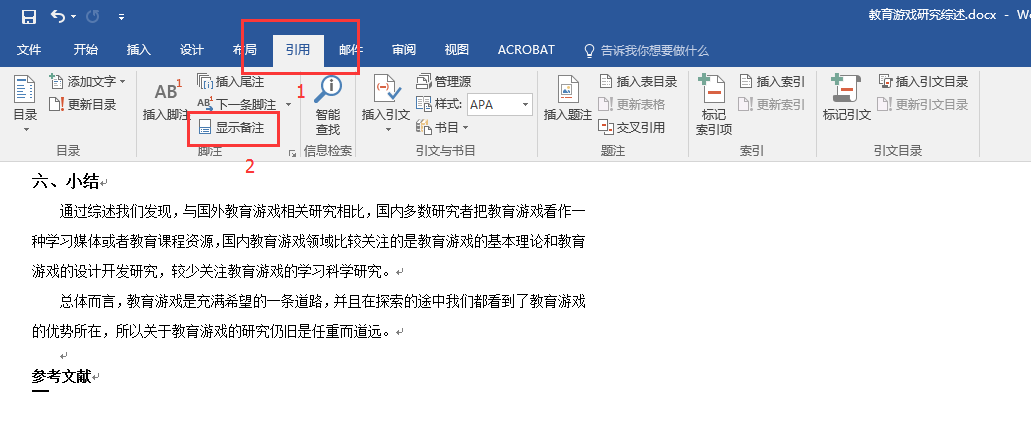 教育游戏研究综述.docx - Wo
文件 开始 插入 设计 布局 引用 邮件 审阅 视图 ACROBAT 告诉我你想要做什么
目录
添加文字
更新目录
目录
AB1
插入脚注
插入尾注
下一条脚注
显示备注
脚注
1
2
智能
查找
信息检索
插入引文
管理源
样式: APA
书目
引文与书目
插入题注
插入表目录
更新表格
交叉引用
题注
标记
索引项
插入索引
更新索引
索引
标记引文
插入引文目录
更新引文目录
引文目录
六、小结
通过综述我们发现，与国外教育游戏相关研究相比，国内多数研究者把教育游戏看作一
种学习媒体或者教育课程资源，国内教育游戏领域比较关注的是教育游戏的基本理论和教育
游戏的设计开发研究，较少关注教育游戏的学习科学研究。
总体而言，教育游戏是充满希望的一条道路，并且在探索的途中我们都看到了教育游戏
的优势所在，所以关于教育游戏的研究仍旧是任重而道远。
参考文献